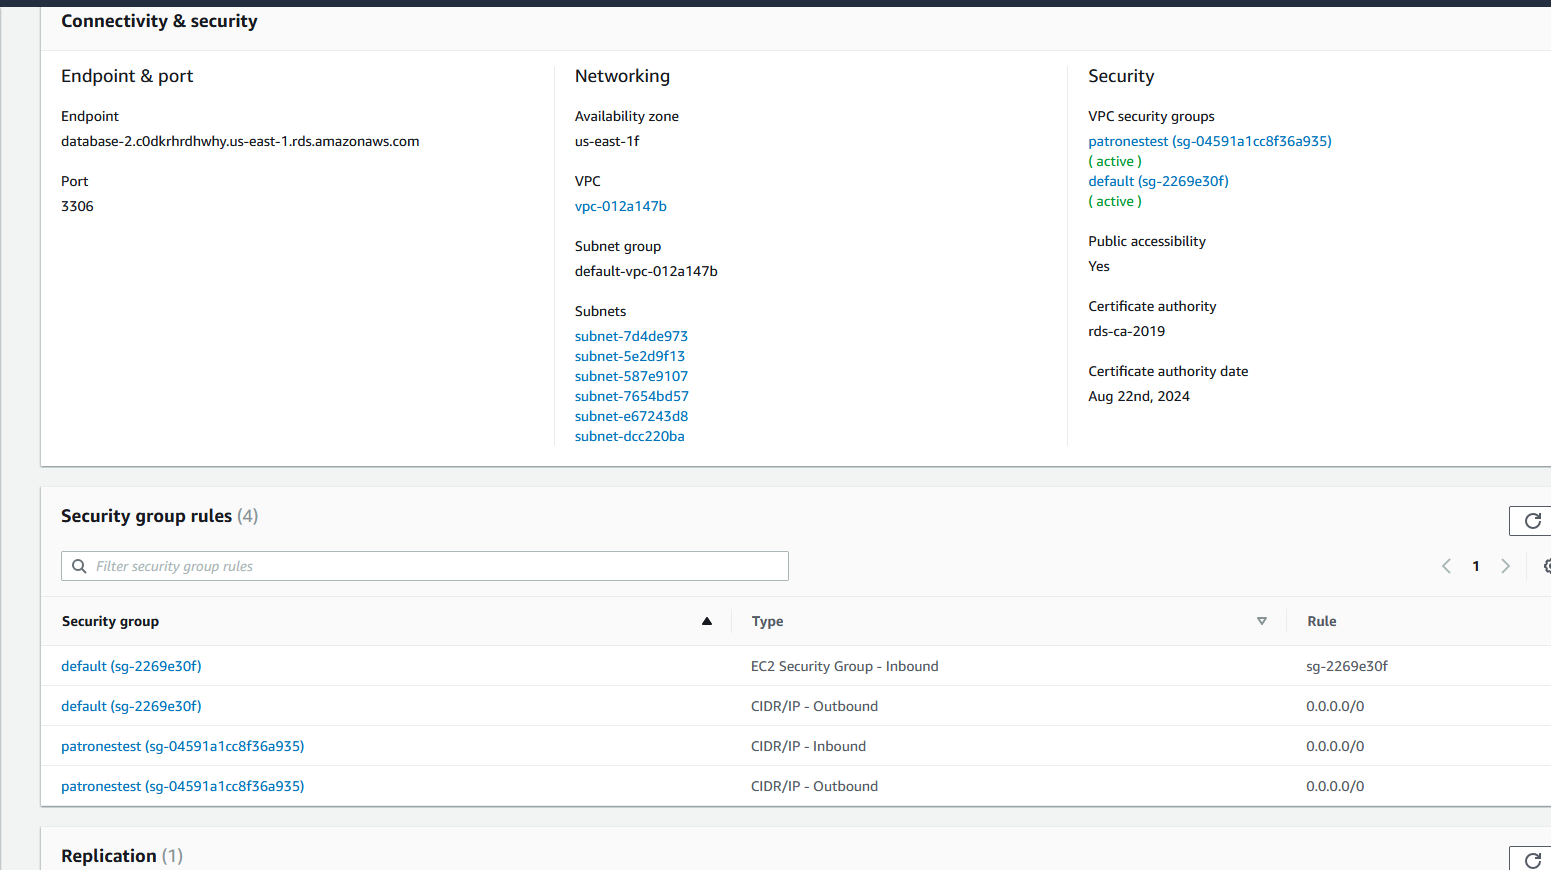 Connectivity & security
Endpoint & port
Endpoint
database-2.c0dkrhrdhwhy.us-east-1.rds.amazonaws.com
Port
3306
Networking
Availability zone
us-east-1f
VPC
vpc-012a147b
Subnet group
default-vpc-012a147b
Subnets
subnet-7d4de973
subnet-5e2d9f13
subnet-587e9107
subnet-7654bd57
subnet-e67243d8
subnet-dcc220ba
Security
VPC security groups
patronestest (sg-04591a1cc8f36a935)
( active )
default (sg-2269e30f)
( active )
Public accessibility
Yes
Certificate authority
rds-ca-2019
Certificate authority date
Aug 22nd, 2024
Security group rules (4)
Filter security group rules
1
Security group Type Rule
default (sg-2269e30f) EC2 Security Group - Inbound sg-2269e30f
default (sg-2269e30f) CIDR/IP - Outbound 0.0.0.0/0
patronestest (sg-04591a1cc8f36a935) CIDR/IP - Inbound 0.0.0.0/0
patronestest (sg-04591a1cc8f36a935) CIDR/IP - Outbound 0.0.0.0/0
Replication (1)